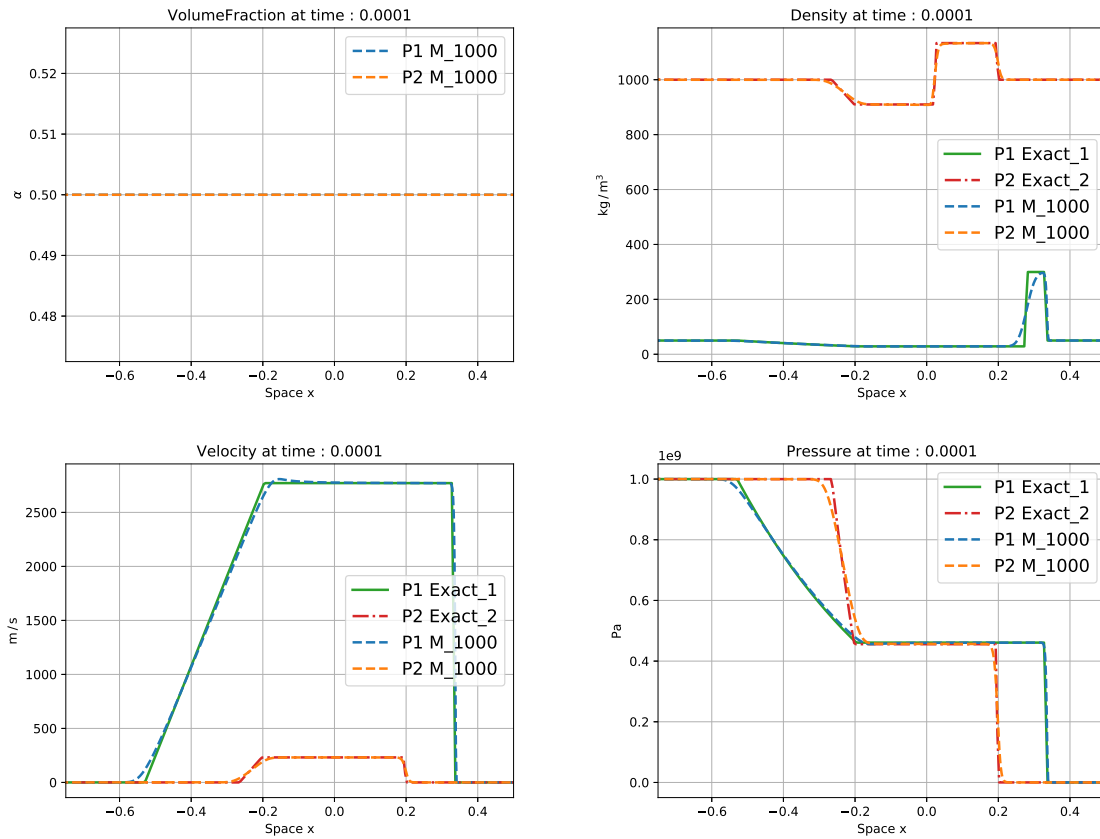 VolumeFraction at time : 0.0001
P1 M_1000
P2 M_1000
0.52
0.51
0.50
0.49
0.48
α
−0.6 −0.4 −0.2 0.0 0.2 0.4
Space x
Density at time : 0.0001
1000
800
600
400
200
0
kg/m³
P1 Exact_1
P2 Exact_2
P1 M_1000
P2 M_1000
−0.6 −0.4 −0.2 0.0 0.2 0.4
Space x
Velocity at time : 0.0001
2500
2000
1500
1000
500
0
m/s
P1 Exact_1
P2 Exact_2
P1 M_1000
P2 M_1000
−0.6 −0.4 −0.2 0.0 0.2 0.4
Space x
Pressure at time : 0.0001
1e9
1.0
0.8
0.6
0.4
0.2
0.0
Pa
P1 Exact_1
P2 Exact_2
P1 M_1000
P2 M_1000
−0.6 −0.4 −0.2 0.0 0.2 0.4
Space x